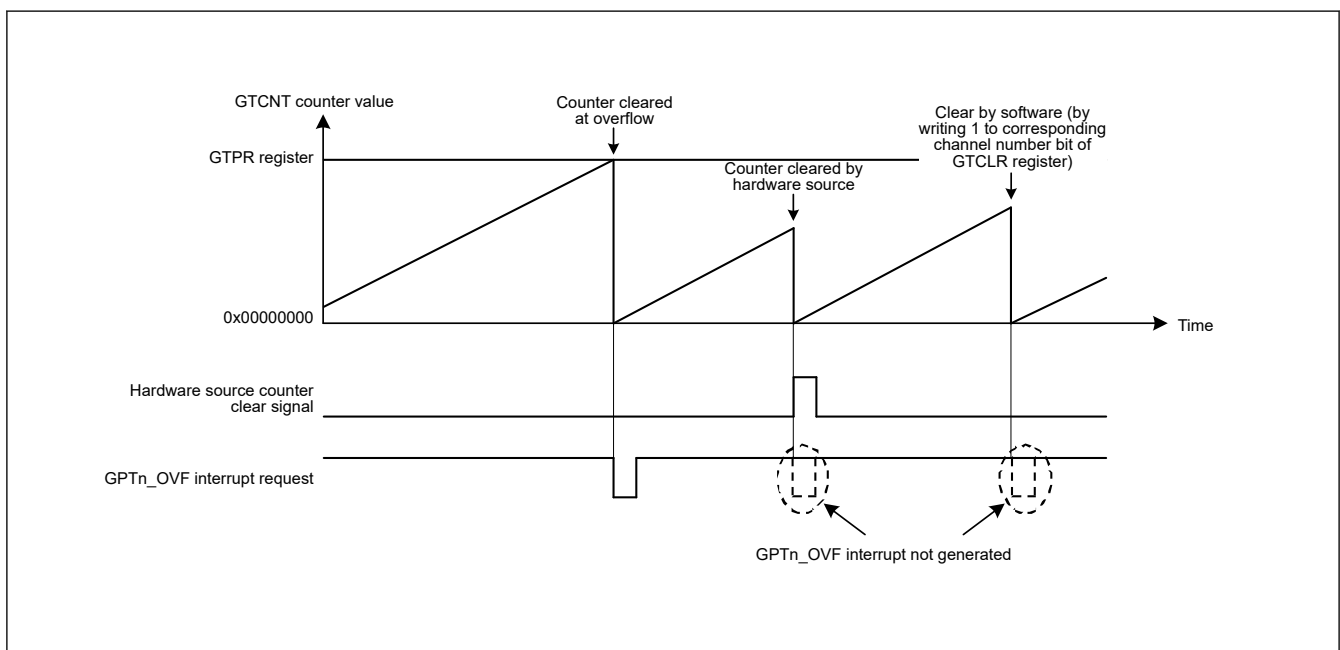 GTCNT counter value
Counter cleared
at overflow
Clear by software (by
writing 1 to corresponding
channel number bit of
GTCLR register)
GTPR register
Counter cleared by
hardware source
0x00000000
Time
Hardware source counter
clear signal
GPTn_OVF interrupt request
GPTn_OVF interrupt not generated